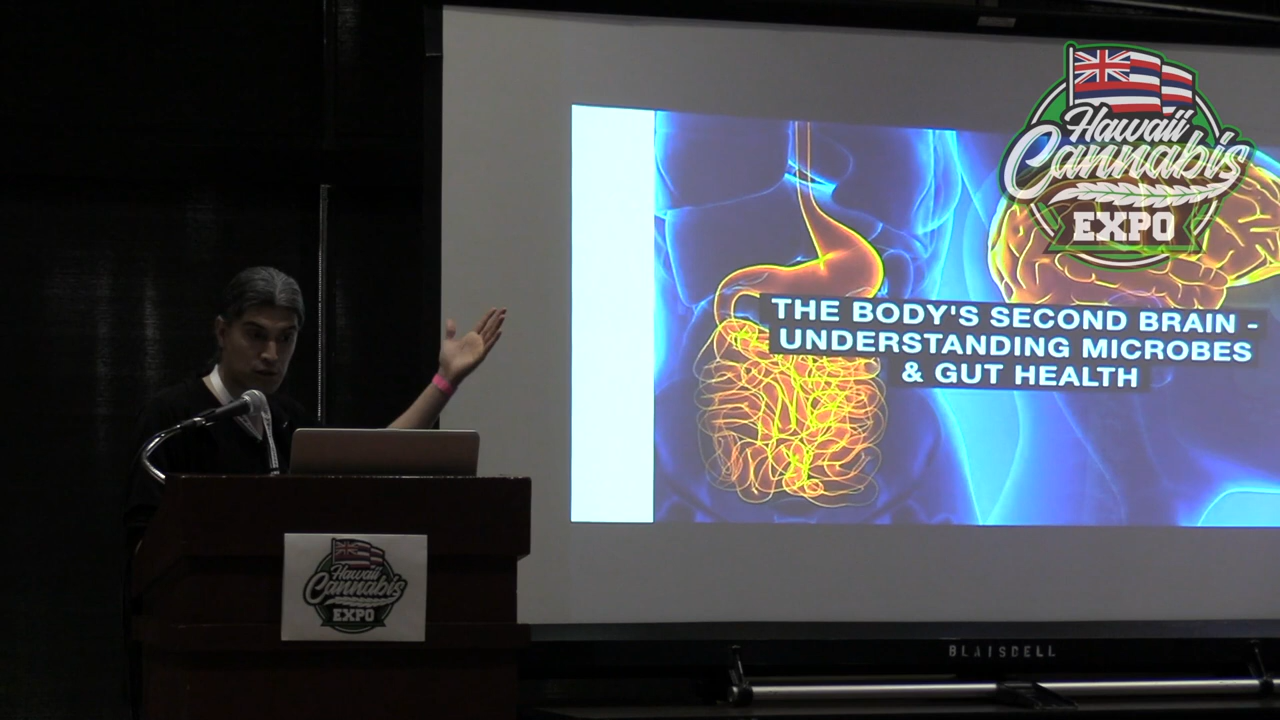 Hawaii
Cannabis
EXPO
THE BODY'S SECOND BRAIN -
UNDERSTANDING MICROBES
& GUT HEALTH
Hawaii
Cannabis
EXPO
BLAISDELL